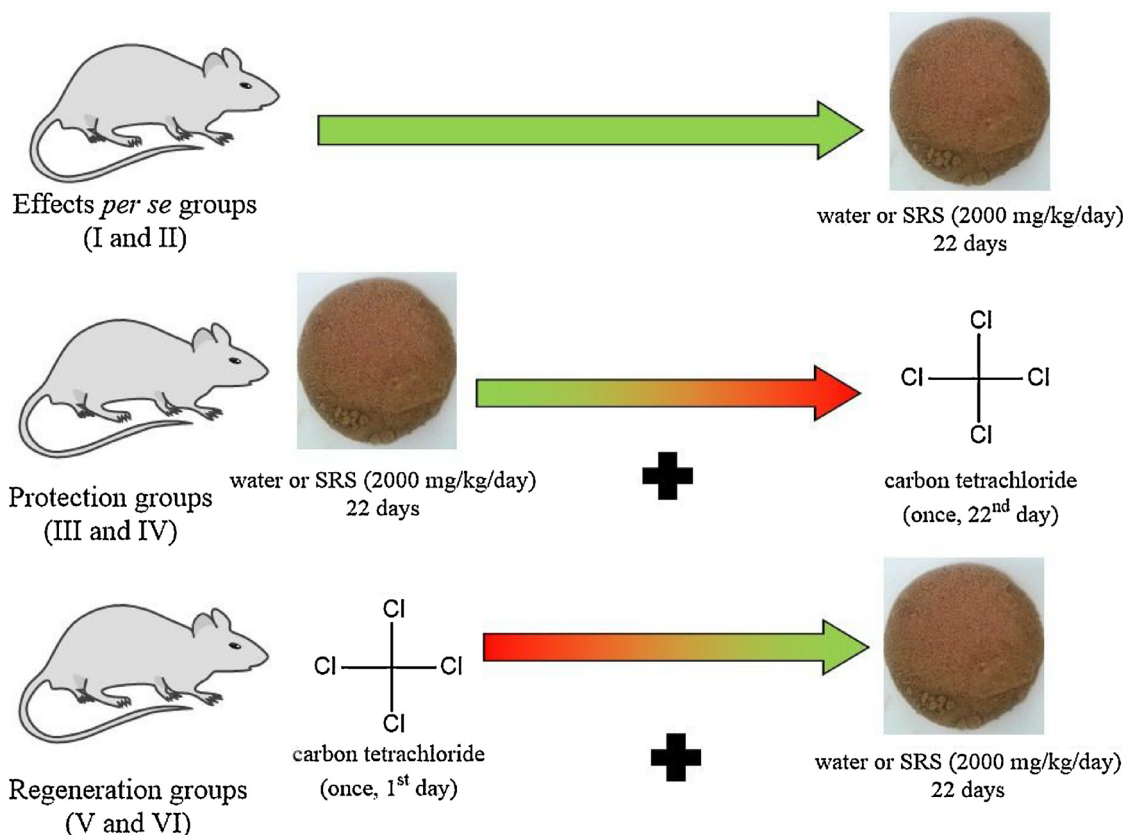 Effects per se groups
(I and II)
water or SRS (2000 mg/kg/day)
22 days
Protection groups
(III and IV)
water or SRS (2000 mg/kg/day)
22 days
Cl
Cl Cl
Cl
carbon tetrachloride
(once, 22nd day)
Regeneration groups
(V and VI)
Cl
Cl Cl
Cl
carbon tetrachloride
(once, 1st day)
water or SRS (2000 mg/kg/day)
22 days